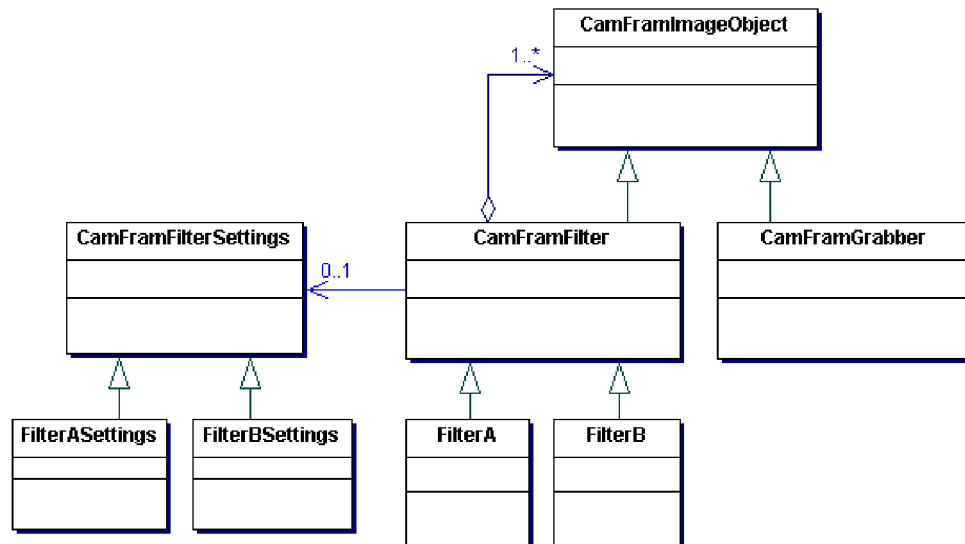 CamFramImageObject
1..*
CamFramFilterSettings
CamFramFilter
CamFramGrabber
0..1
FilterASettings
FilterBSettings
FilterA
FilterB